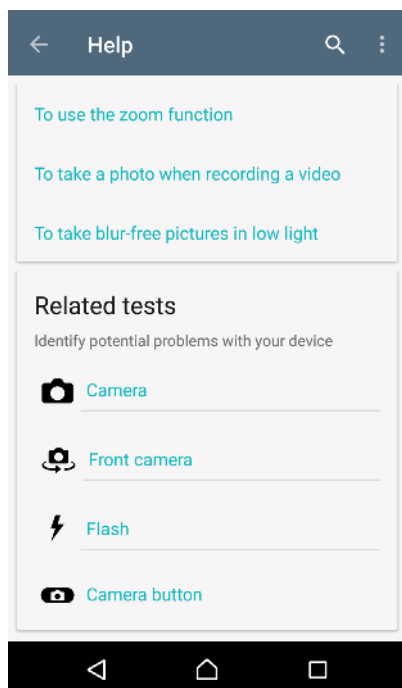 Help
To use the zoom function
To take a photo when recording a video
To take blur-free pictures in low light
Related tests
Identify potential problems with your device
Camera
Front camera
Flash
Camera button